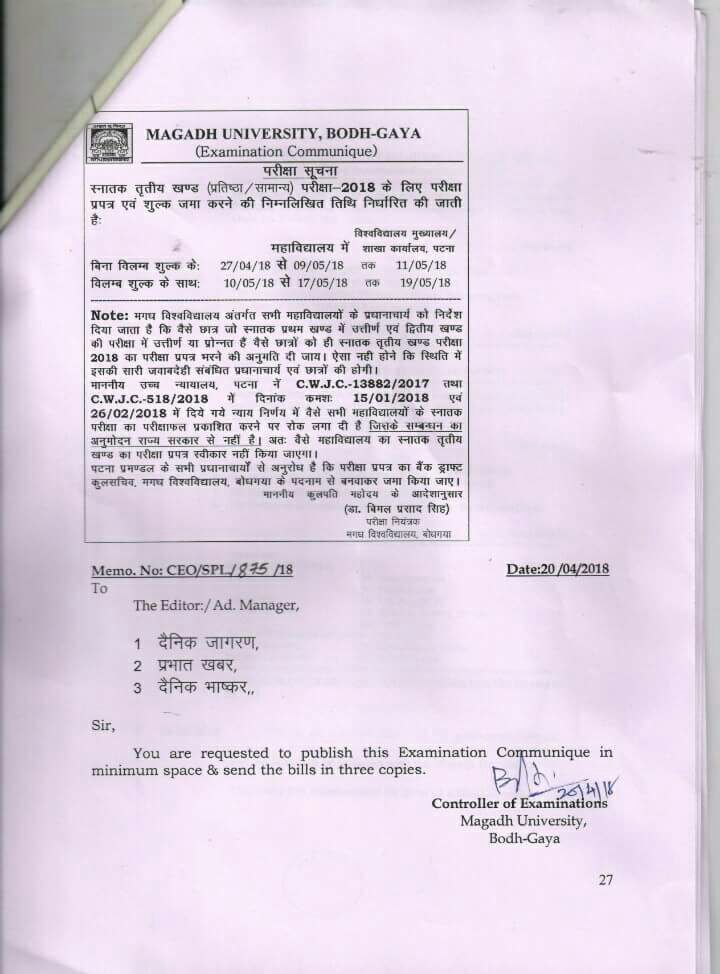 MAGADH UNIVERSITY, BODH-GAYA
(Examination Communique)
परीक्षा सूचना
स्नातक तृतीय खण्ड (प्रतिष्ठा/सामान्य) परीक्षा–2018 के लिए परीक्षा
प्रपत्र एवं शुल्क जमा करने की निम्नलिखित तिथि निर्धारित की जाती
है:
विश्वविद्यालय मुख्यालय/
महाविद्यालय में शाखा कार्यालय, पटना
बिना विलम्ब शुल्क के: 27/04/18 से 09/05/18 तक 11/05/18
विलम्ब शुल्क के साथ: 10/05/18 से 17/05/18 तक 19/05/18
Note: मगध विश्वविद्यालय अंतर्गत सभी महाविद्यालयों के प्रधानाचार्य को निर्देश
दिया जाता है कि वैसे छात्र जो स्नातक प्रथम खण्ड में उत्तीर्ण एवं द्वितीय खण्ड
की परीक्षा में उत्तीर्ण या प्रोन्नत हैं वैसे छात्रों को ही स्नातक तृतीय खण्ड परीक्षा
2018 का परीक्षा प्रपत्र भरने की अनुमति दी जाय। ऐसा नही होने कि स्थिति में
इसकी सारी जवाबदेही संबंधित प्रधानाचार्य एवं छात्रों की होगी।
माननीय उच्च न्यायालय, पटना नें C.W.J.C.-13882/2017 तथा
C.W.J.C.-518/2018 में दिनांक कमशः 15/01/2018 एवं
26/02/2018 में दिये गये न्याय निर्णय में वैसे सभी महाविद्यालयों के स्नातक
परीक्षा का परीक्षाफल प्रकाशित करने पर रोक लगा दी है जिसके सम्बन्धन का
अनुमोदन राज्य सरकार से नहीं है। अतः वैसे महाविद्यालय का स्नातक तृतीय
खण्ड का परीक्षा प्रपत्र स्वीकार नहीं किया जाएगा।
पटना प्रमण्डल के सभी प्रधानाचार्यों से अनुरोध है कि परीक्षा प्रपत्र का बैंक ड्राफ्ट
कुलसचिव, मगध विश्वविद्यालय, बोधगया के पदनाम से बनवाकर जमा किया जाए।
माननीय कुलपति महोदय के आदेशानुसार
(डा. बिमल प्रसाद सिंह)
परीक्षा नियंत्रक
मगध विश्वविद्यालय, बोधगया
Memo. No: CEO/SPL/875/18 Date:20/04/2018
To
The Editor:/Ad. Manager,
1 दैनिक जागरण,
2 प्रभात खबर,
3 दैनिक भाष्कर,,
Sir,
You are requested to publish this Examination Communique in
minimum space & send the bills in three copies.
20/4/18
Controller of Examinations
Magadh University,
Bodh-Gaya
27